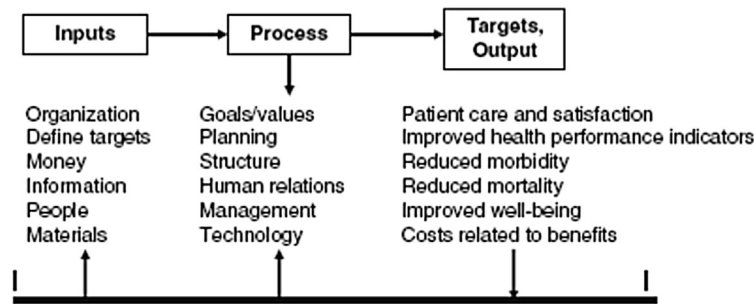 Inputs
Process
Targets,
Output
Organization
Define targets
Money
Information
People
Materials
Goals/values
Planning
Structure
Human relations
Management
Technology
Patient care and satisfaction
Improved health performance indicators
Reduced morbidity
Reduced mortality
Improved well-being
Costs related to benefits